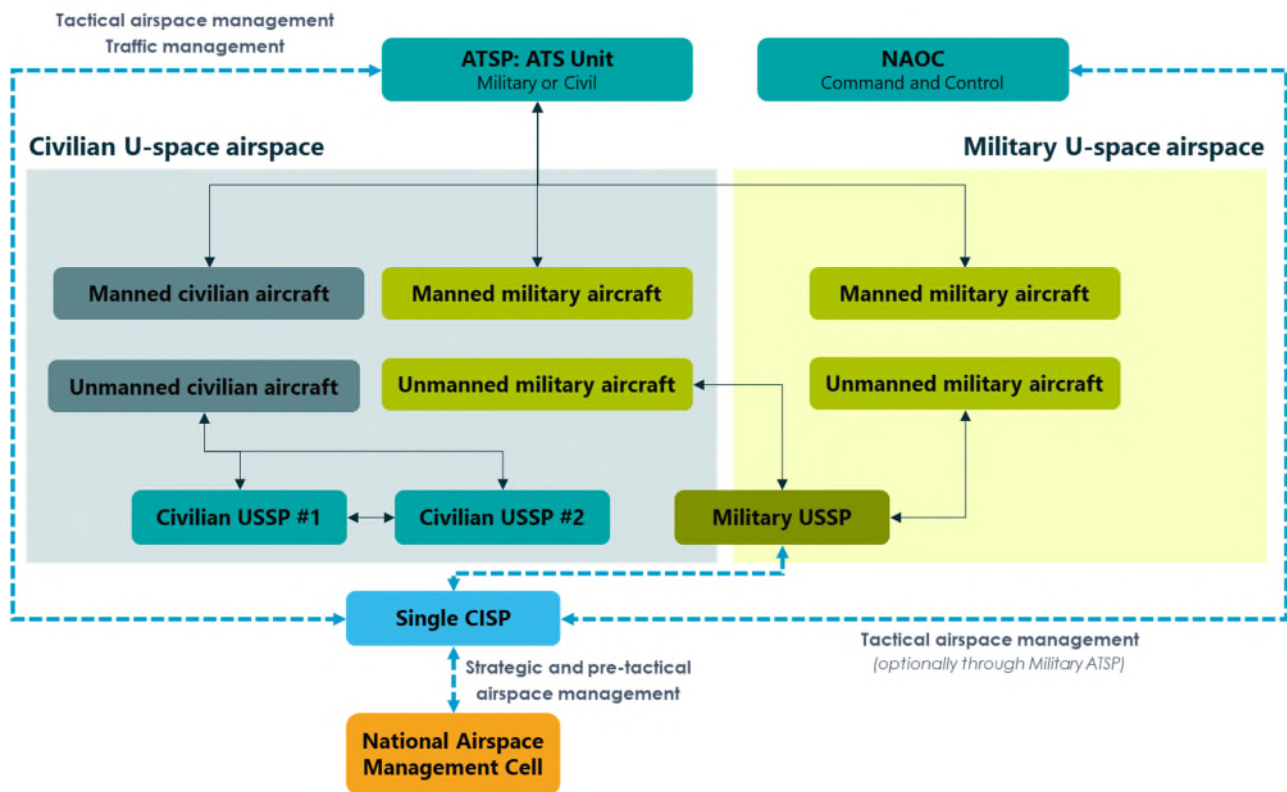 Tactical airspace management
Traffic management
ATSP: ATS Unit
Military or Civil
NAOC
Command and Control
Civilian U-space airspace
Military U-space airspace
Manned civilian aircraft
Manned military aircraft
Manned military aircraft
Unmanned civilian aircraft
Unmanned military aircraft
Unmanned military aircraft
Civilian USSP #1
Civilian USSP #2
Military USSP
Single CISP
Tactical airspace management
(optionally through Military ATSP)
Strategic and pre-tactical
airspace management
National Airspace
Management Cell